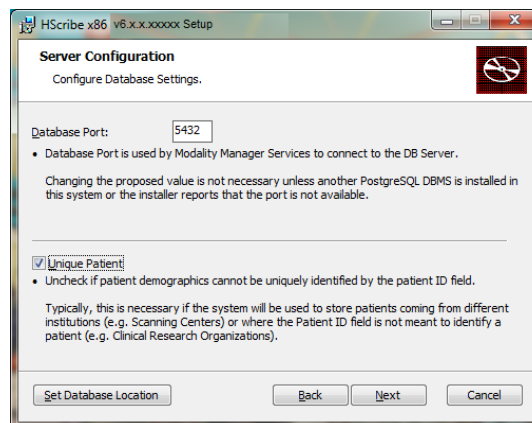 HScribe x86 v6.x.x.xxxxx Setup
Server Configuration
Configure Database Settings.
Database Port: 5432
• Database Port is used by Modality Manager Services to connect to the DB Server.
Changing the proposed value is not necessary unless another PostgreSQL DBMS is installed in
this system or the installer reports that the port is not available.
Unique Patient
• Uncheck if patient demographics cannot be uniquely identified by the patient ID field.
Typically, this is necessary if the system will be used to store patients coming from different
institutions (e.g. Scanning Centers) or where the Patient ID field is not meant to identify a
patient (e.g. Clinical Research Organizations).
Set Database Location Back Next Cancel